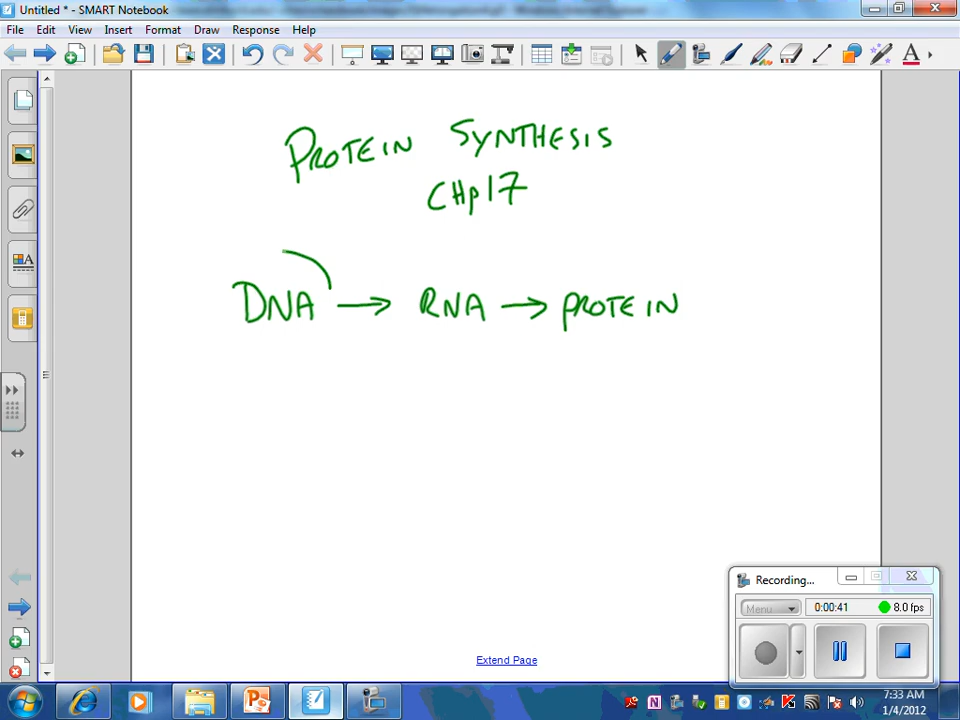 Untitled * - SMART Notebook
File Edit View Insert Format Draw Response Help
PROTEIN SYNTHESIS
CHp17
DNA → RNA → PROTEIN
Recording...
Menu 0:00:41 8.0 fps
Extend Page
7:33 AM
1/4/2012